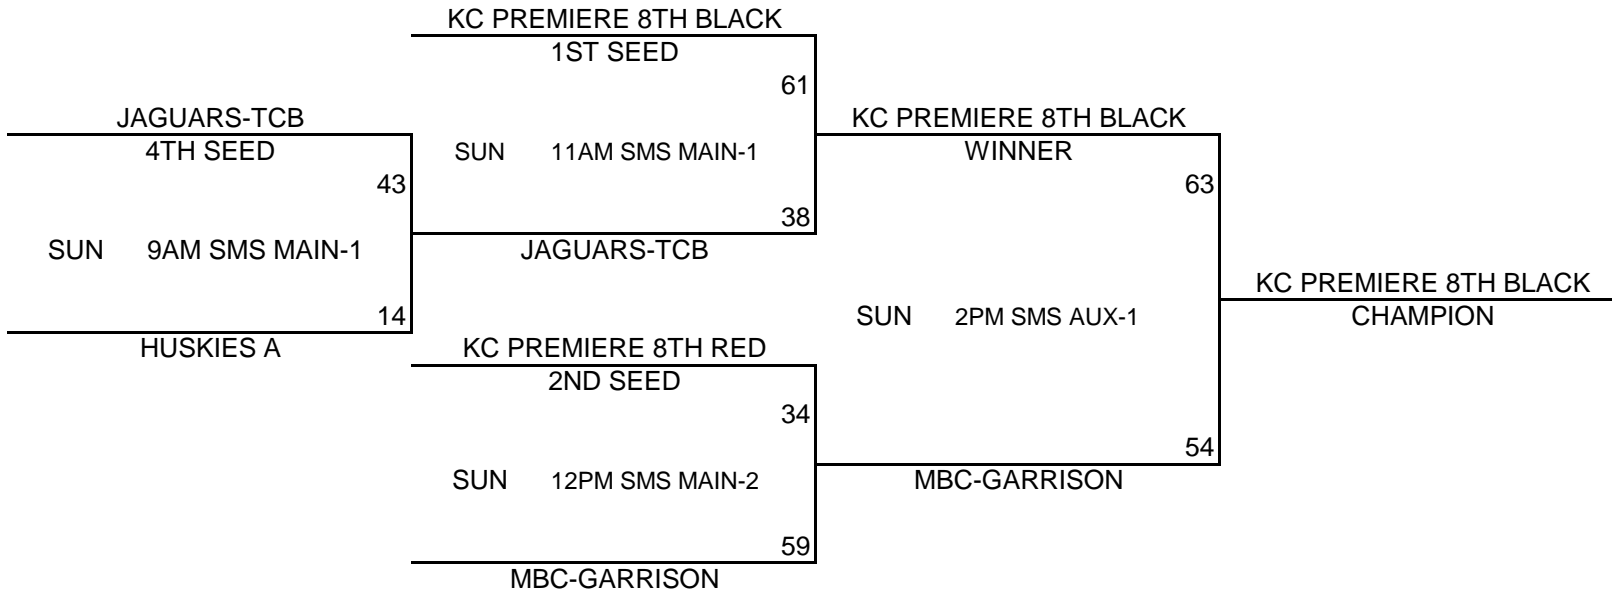 KC PREMIERE 8TH BLACK
1ST SEED
61
JAGUARS-TCB
KC PREMIERE 8TH BLACK
4TH SEED
SUN 11AM SMS MAIN-1
WINNER
43
63
38
SUN 9AM SMS MAIN-1
JAGUARS-TCB
KC PREMIERE 8TH BLACK
14
SUN 2PM SMS AUX-1
CHAMPION
HUSKIES A
KC PREMIERE 8TH RED
2ND SEED
34
54
SUN 12PM SMS MAIN-2
MBC-GARRISON
59
MBC-GARRISON